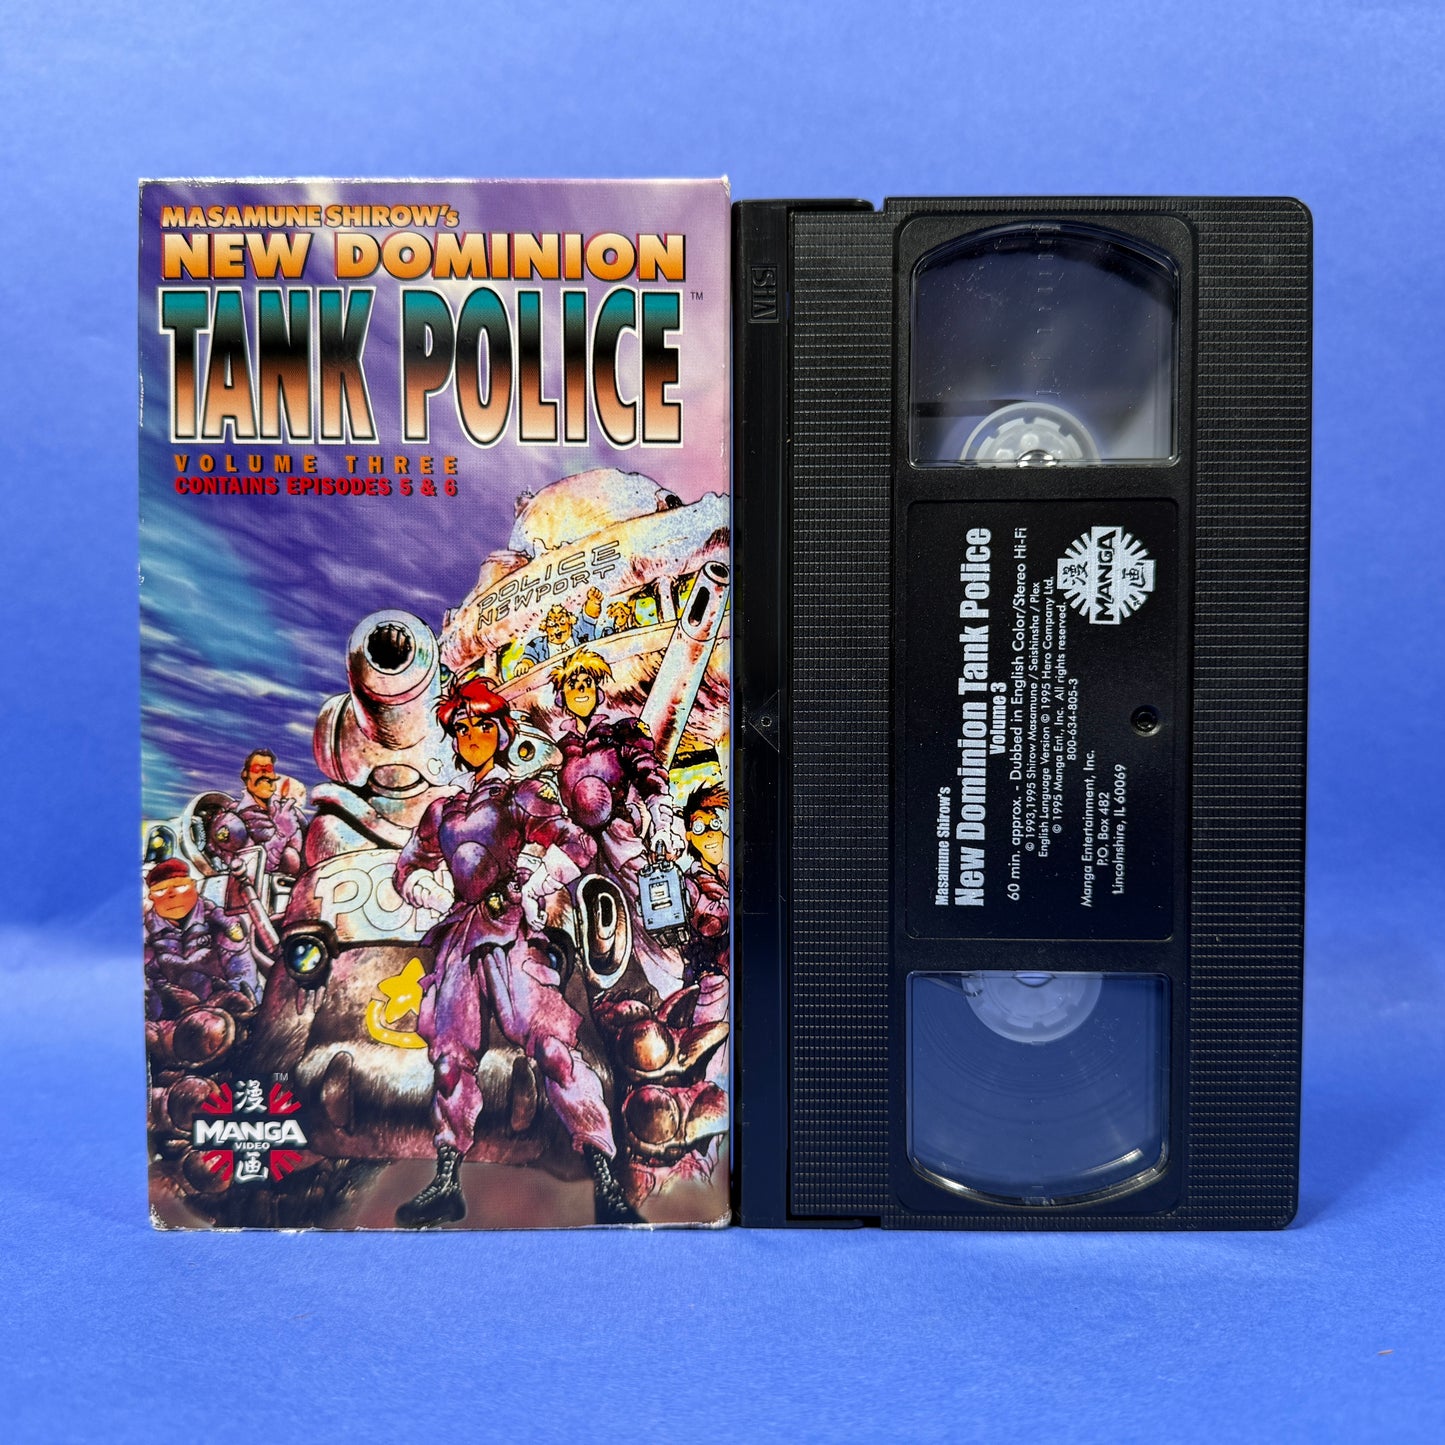 MASAMUNE SHIROW's
NEW DOMINION
TANK POLICE
TM
VOLUME THREE
CONTAINS EPISODES 5 & 6
POLICE
NEWPORT
POL
TM
漫
MANGA
VIDEO
画
VHS
Masamune Shirow's
New Dominion Tank Police
Volume 3
60 min. approx. - Dubbed in English Color/Stereo Hi-Fi
© 1993,1995 Shirow Masamune / Seishinsha / Plex
English Language Version © 1995 Hero Company Ltd.
© 1995 Manga Ent., Inc. All rights reserved.
800-634-805-3
Manga Entertainment, Inc.
P.O. Box 482
Lincolnshire, IL 60069
漫
MANGA
画